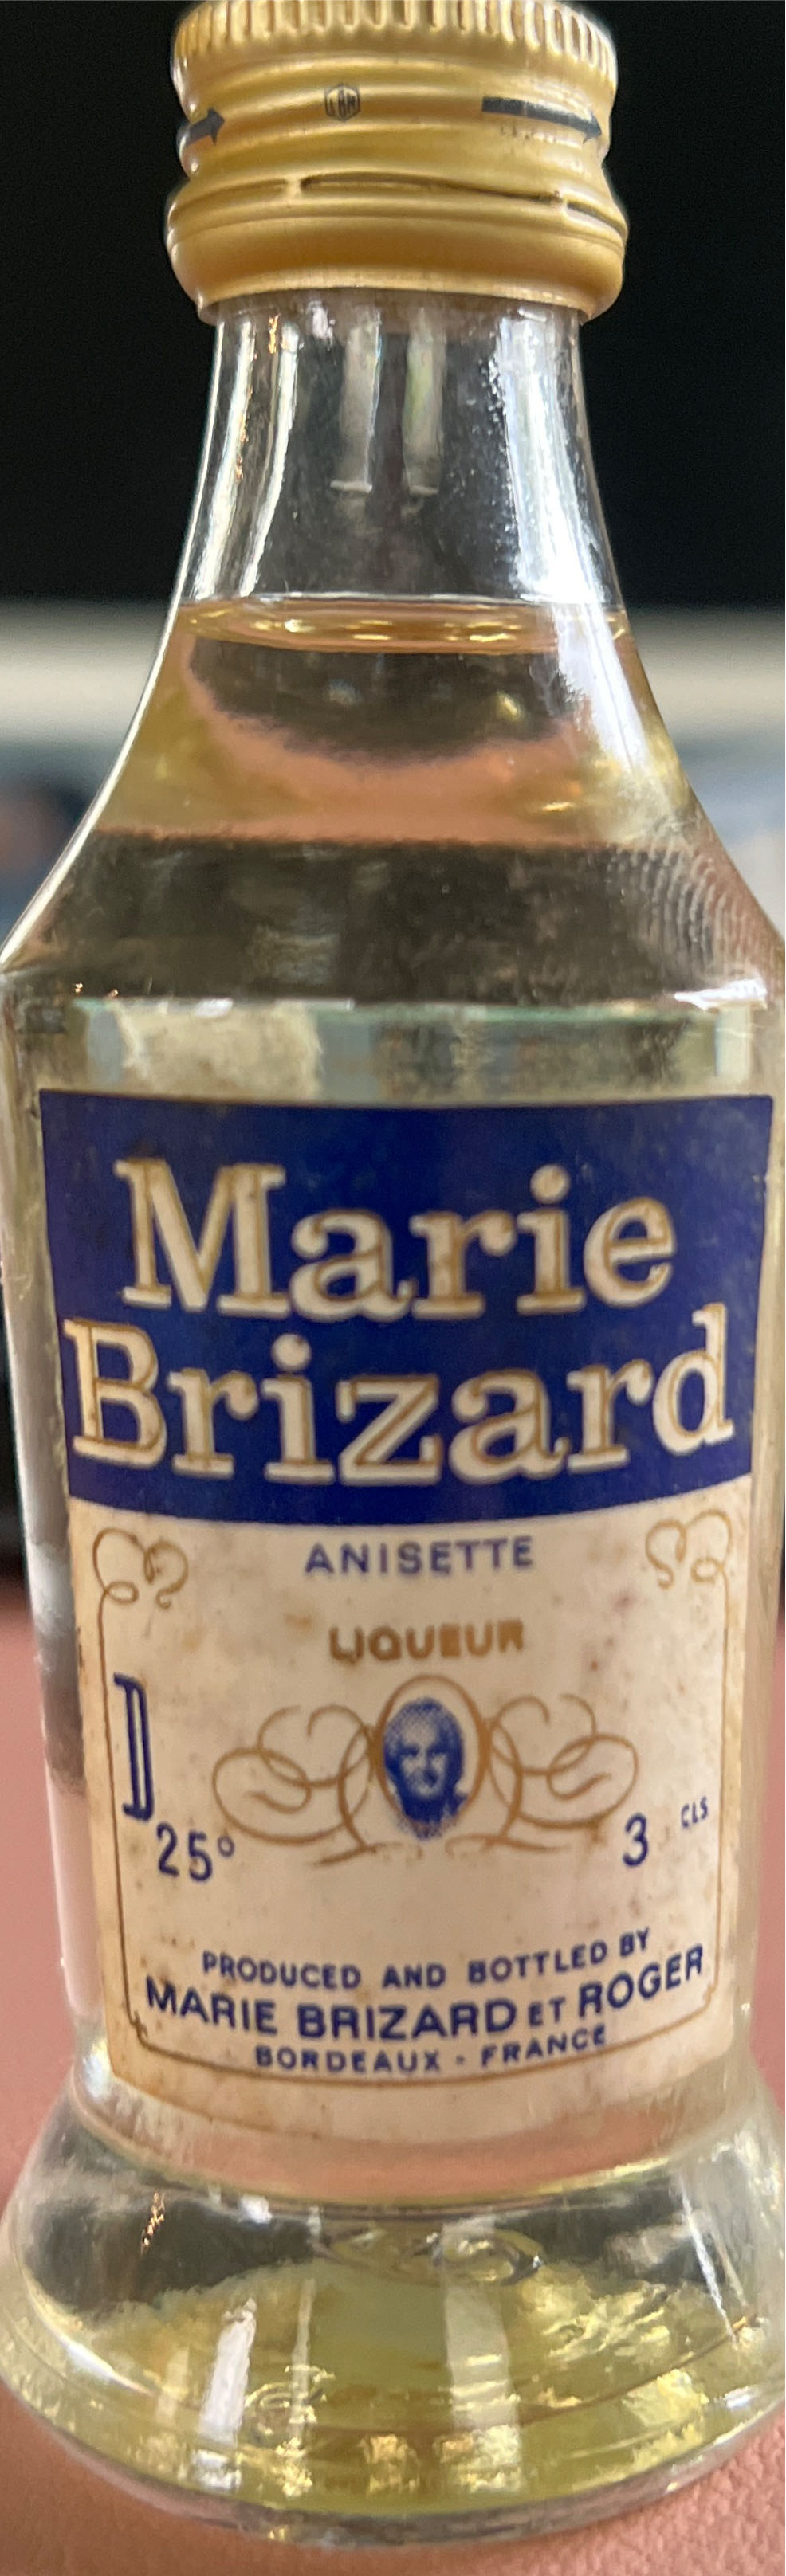 Marie
Brizard
ANISETTE
LIQUEUR
D
25° 3 CLS
PRODUCED AND BOTTLED BY
MARIE BRIZARD ET ROGER
BORDEAUX - FRANCE